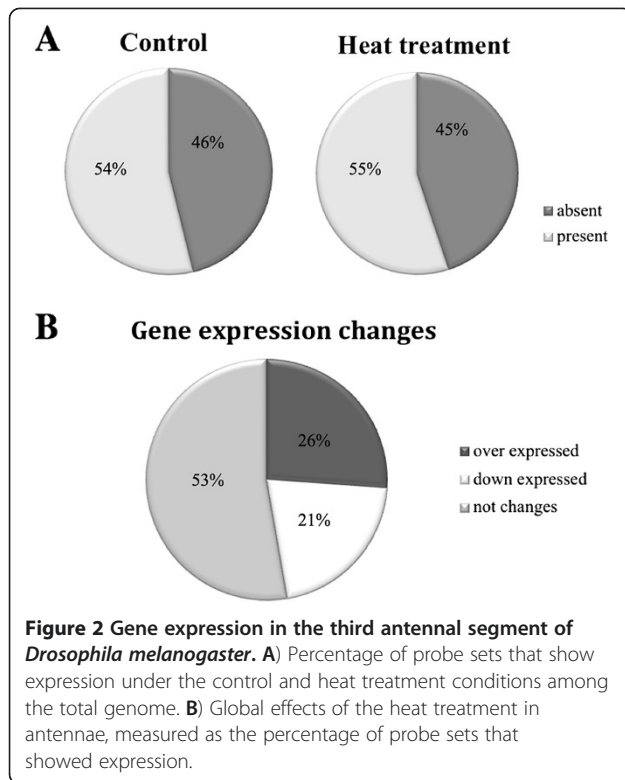 A
Control
Heat treatment
46%
54%
45%
55%
absent
present
B
Gene expression changes
26%
53%
21%
over expressed
down expressed
not changes
Figure 2 Gene expression in the third antennal segment of
Drosophila melanogaster. A) Percentage of probe sets that show
expression under the control and heat treatment conditions among
the total genome. B) Global effects of the heat treatment in
antennae, measured as the percentage of probe sets that
showed expression.